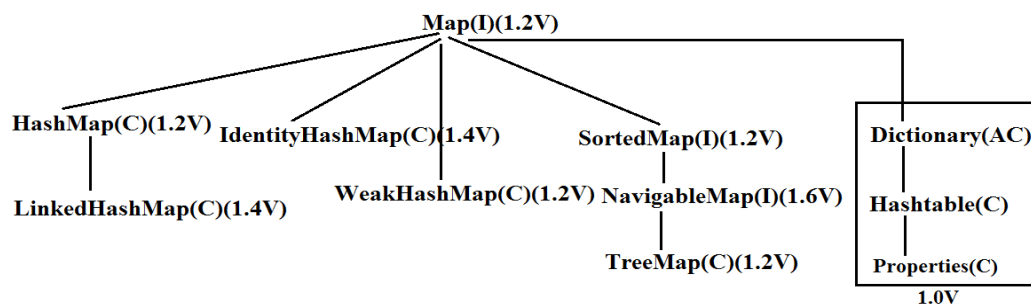 Map(I)(1.2V)
HashMap(C)(1.2V)
IdentityHashMap(C)(1.4V)
SortedMap(I)(1.2V)
Dictionary(AC)
LinkedHashMap(C)(1.4V)
WeakHashMap(C)(1.2V)
NavigableMap(I)(1.6V)
Hashtable(C)
TreeMap(C)(1.2V)
Properties(C)
1.0V